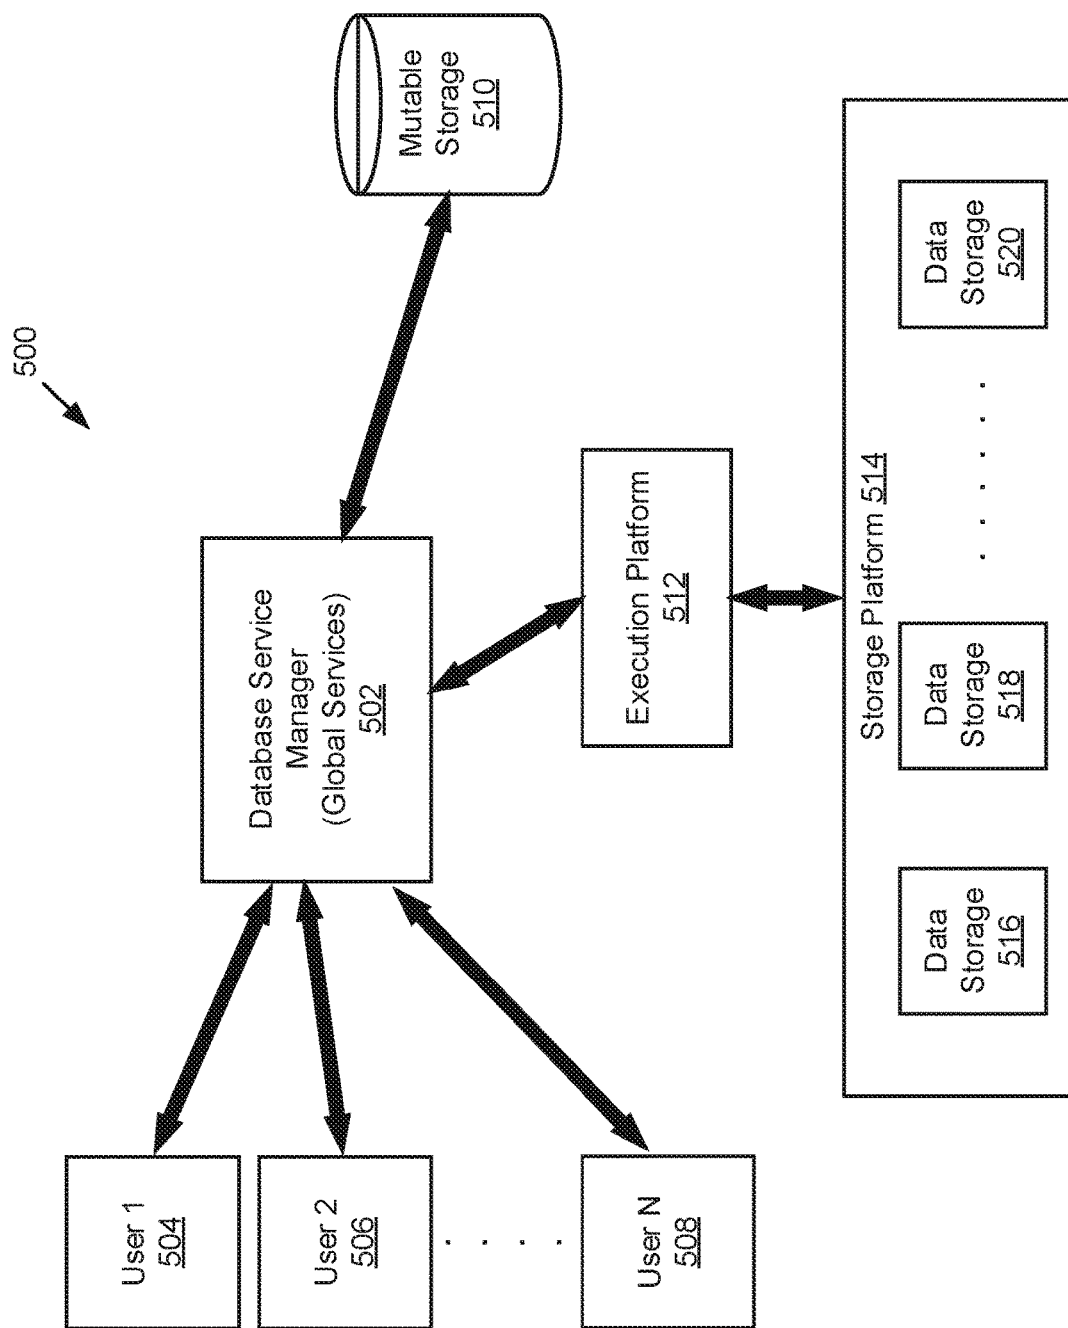 500
User 1
504
User 2
506
User N
508
Database Service
Manager
(Global Services)
502
Mutable
Storage
510
Execution Platform
512
Storage Platform 514
Data
Storage
516
Data
Storage
518
Data
Storage
520